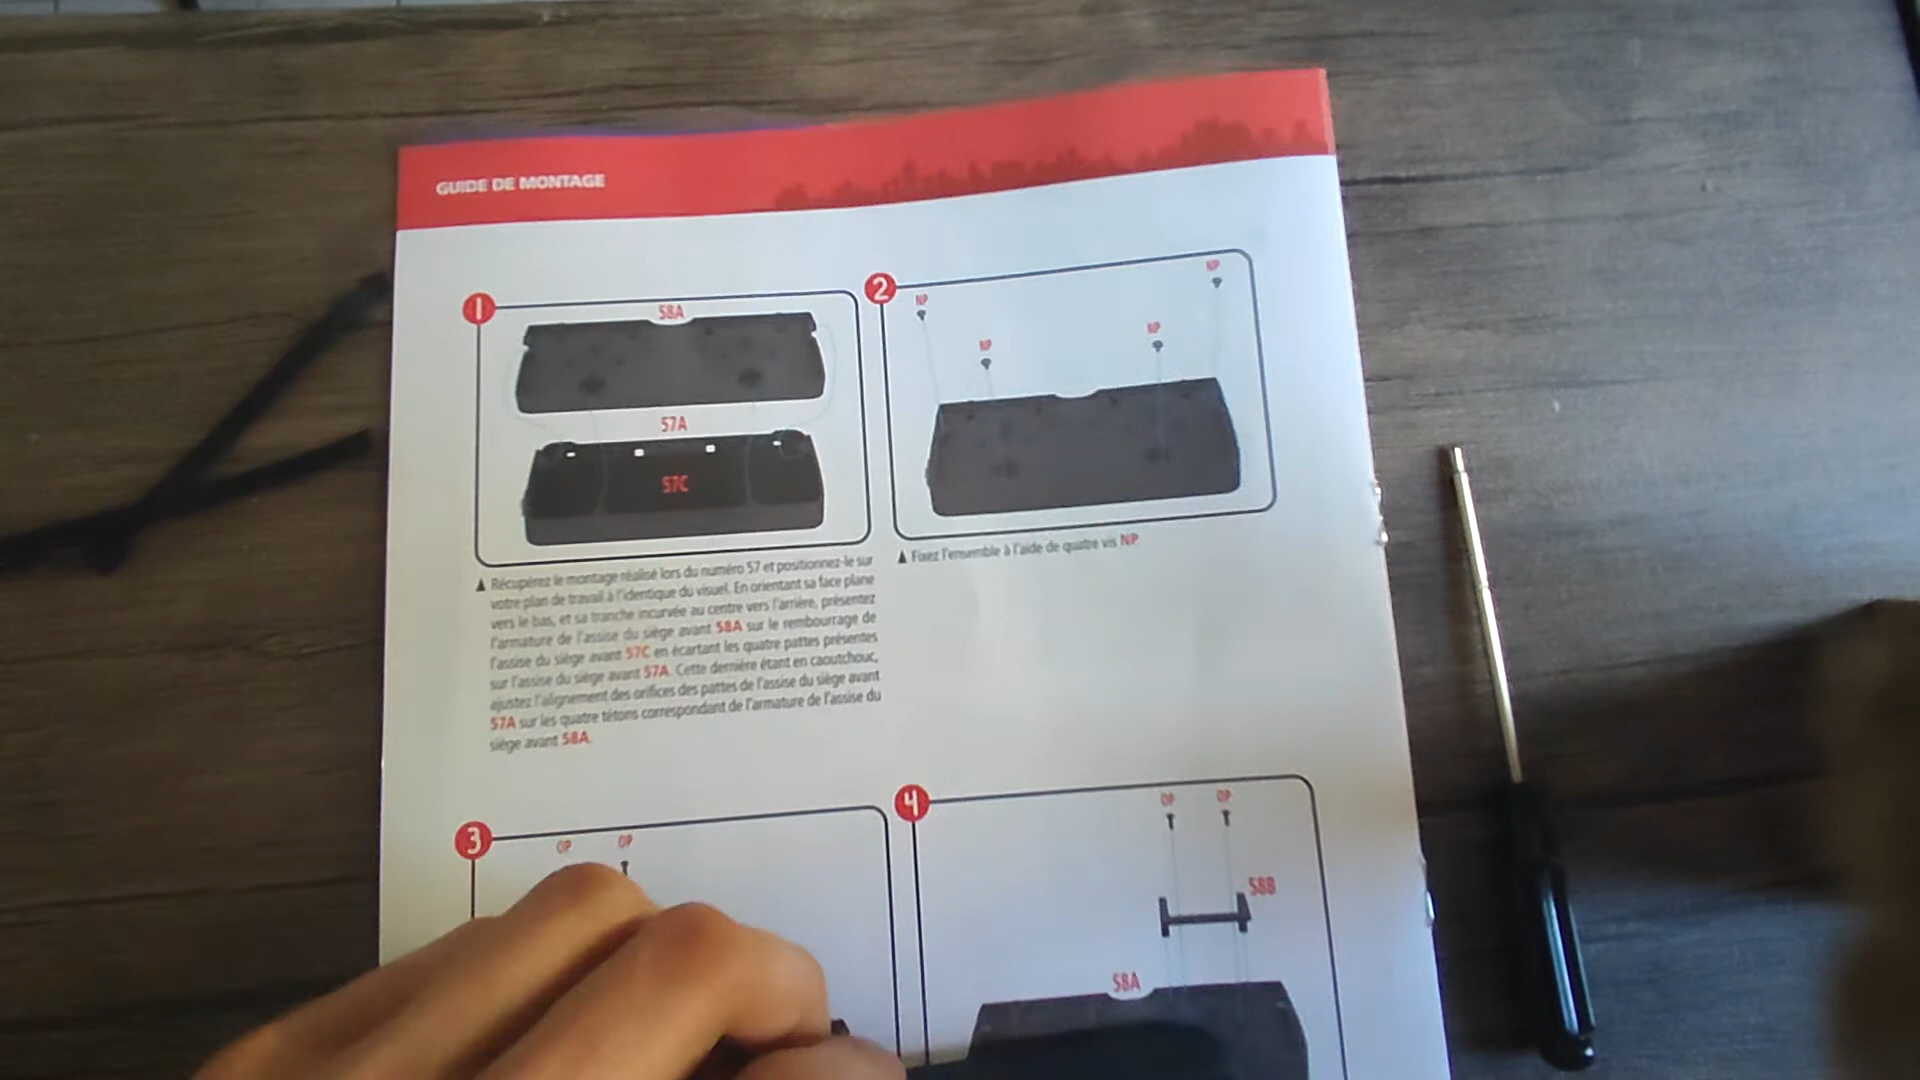 GUIDE DE MONTAGE
1
58A
57A
57C
▲ Récupérez le montage réalisé lors du numéro 57 et positionnez-le sur
votre plan de travail à l'identique du visuel. En orientant sa face plane
vers le bas, et sa tranche incurvée au centre vers l'arrière, présentez
l'armature de l'assise du siège avant 58A sur le rembourrage de
l'assise du siège avant 57C en écartant les quatre pattes présentes
sur l'assise du siège avant 57A. Cette dernière étant en caoutchouc,
ajustez l'alignement des orifices des pattes de l'assise du siège avant
57A sur les quatre tétons correspondant de l'armature de l'assise du
siège avant 58A.
2
NP
NP
NP
NP
▲ Fixez l'ensemble à l'aide de quatre vis NP
3
OP
OP
4
OP
OP
58B
58A